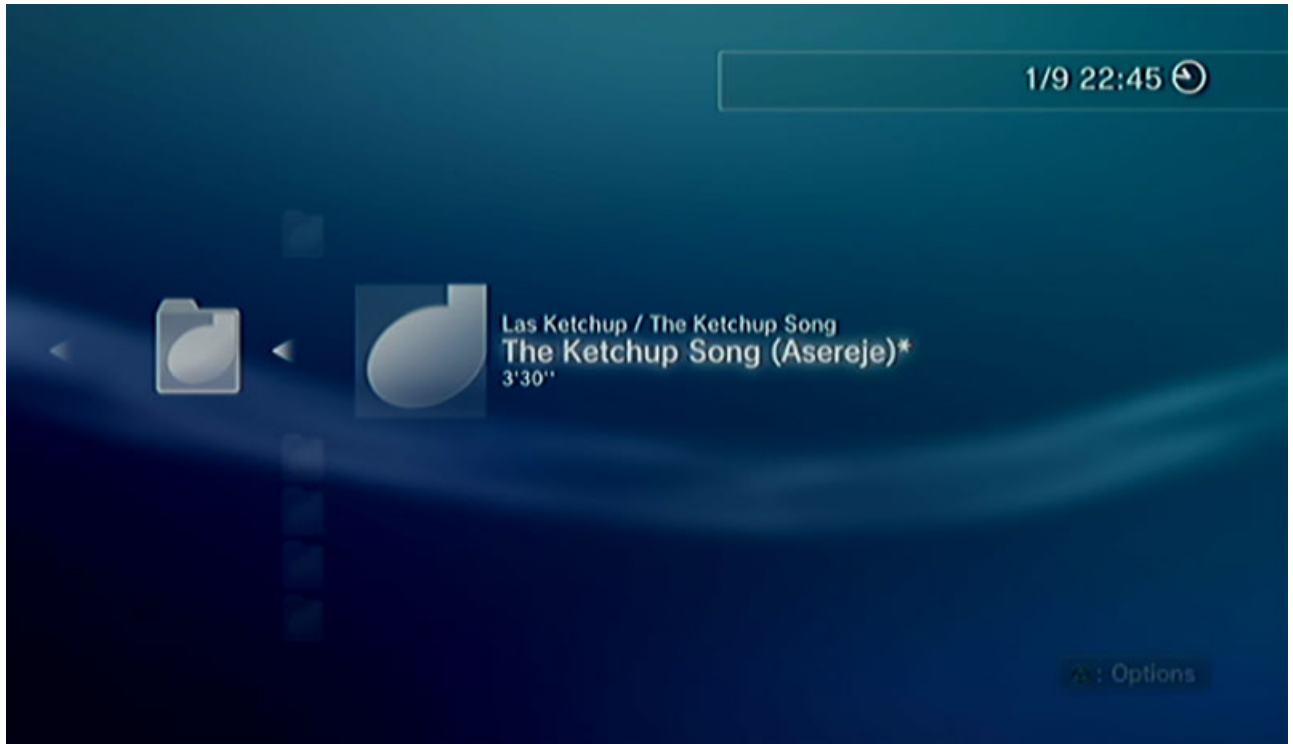 1/9 22:45
Las Ketchup / The Ketchup Song
The Ketchup Song (Asereje)*
3'30''
: Options